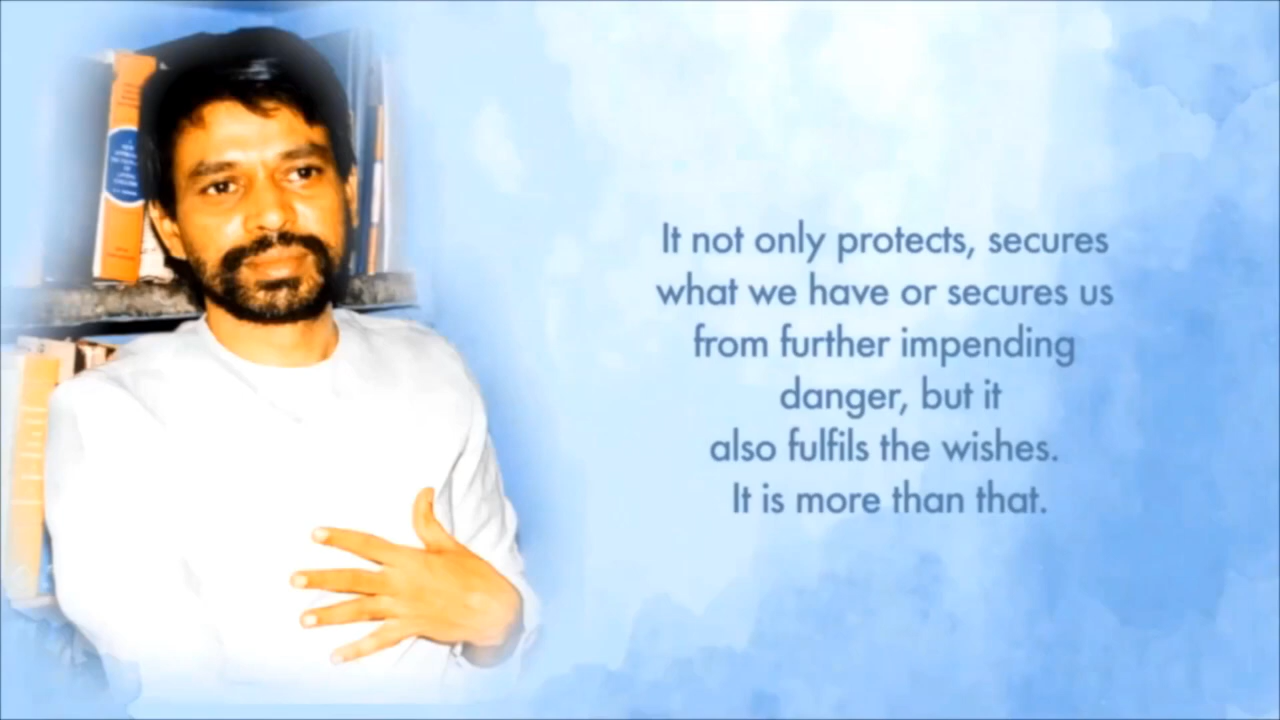 It not only protects, secures
what we have or secures us
from further impending
danger, but it
also fulfils the wishes.
It is more than that.